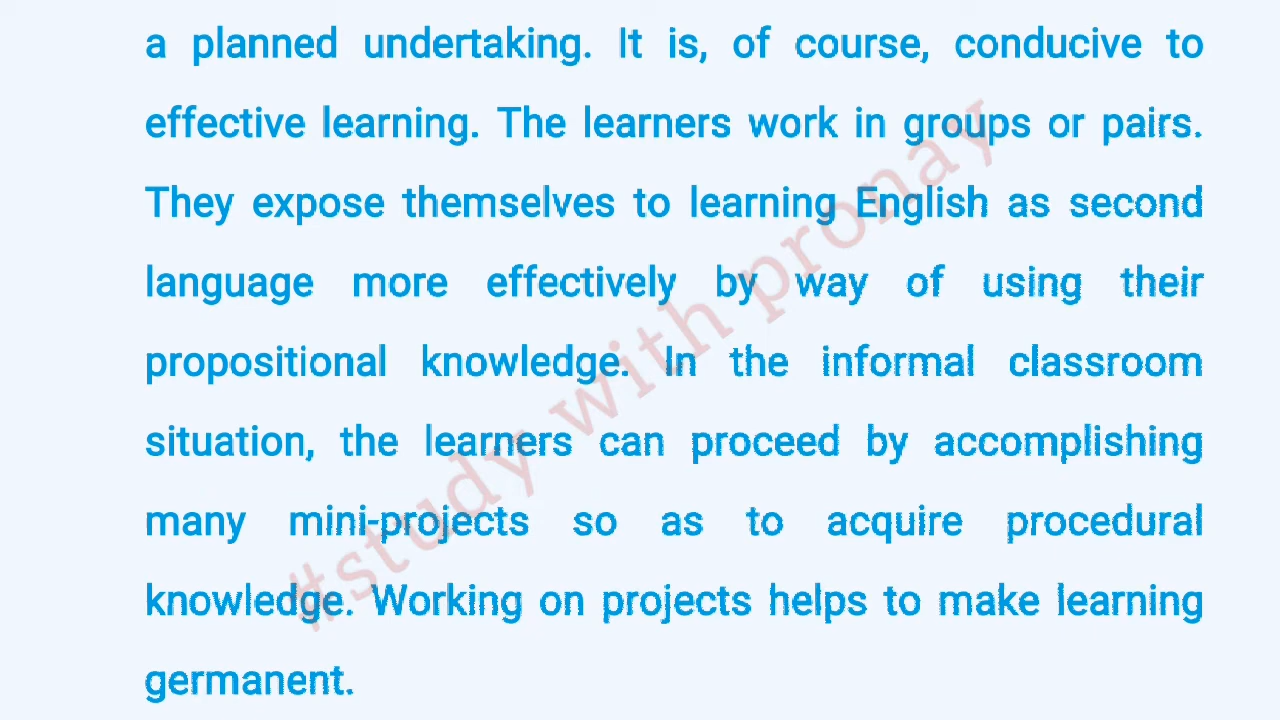 a planned undertaking. It is, of course, conducive to
effective learning. The learners work in groups or pairs.
They expose themselves to learning English as second
language more effectively by way of using their
propositional knowledge. In the informal classroom
situation, the learners can proceed by accomplishing
many mini-projects so as to acquire procedural
knowledge. Working on projects helps to make learning
germanent.
#study with pronay